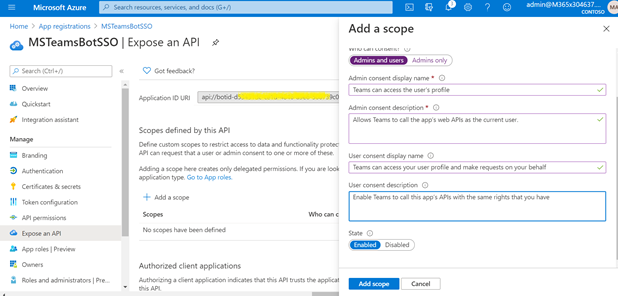 Microsoft Azure
Search resources, services, and docs (G+/)
admin@M365x304637....
CONTOSO
Home > App registrations > MSTeamsBotSSO
MSTeamsBotSSO | Expose an API
Search (Ctrl+/)
Overview
Quickstart
Integration assistant
Manage
Branding
Authentication
Certificates & secrets
Token configuration
API permissions
Expose an API
App roles | Preview
Owners
Roles and administrators | Pre...
Got feedback?
Application ID URI
Scopes defined by this API
Define custom scopes to restrict access to data and functionality protec
API can request that a user or admin consent to one or more of these.
Adding a scope here creates only delegated permissions. If you are look
application type. Go to App roles.
Add a scope
Scopes
Who can c
No scopes have been defined
Authorized client applications
Authorizing a client application indicates that this API trusts the applicati
this API.
Add a scope
Who can consent?
Admins and users
Admins only
Admin consent display name *
Teams can access the user's profile
Admin consent description *
Allows Teams to call the app's web APIs as the current user.
User consent display name
Teams can access your user profile and make requests on your behalf
User consent description
Enable Teams to call this app's APIs with the same rights that you have
State
Enabled
Disabled
Add scope
Cancel